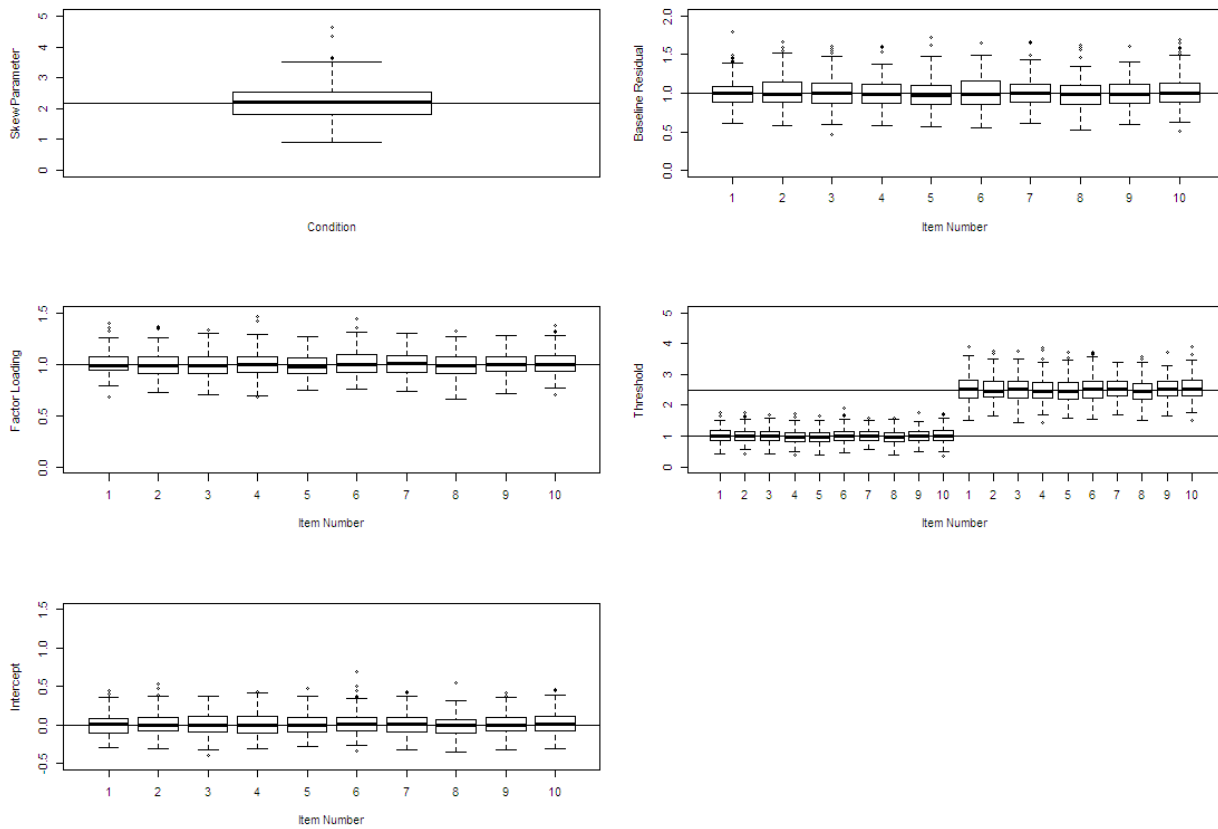 Skew Parameter
5
4
3
2
1
0
Condition
Baseline Residual
2.0
1.5
1.0
0.5
0.0
1 2 3 4 5 6 7 8 9 10
Item Number
Factor Loading
1.5
1.0
0.5
0.0
1 2 3 4 5 6 7 8 9 10
Item Number
Threshold
5
4
3
2
1
0
1 2 3 4 5 6 7 8 9 10 1 2 3 4 5 6 7 8 9 10
Item Number
Intercept
1.5
1.0
0.5
0.0
-0.5
1 2 3 4 5 6 7 8 9 10
Item Number